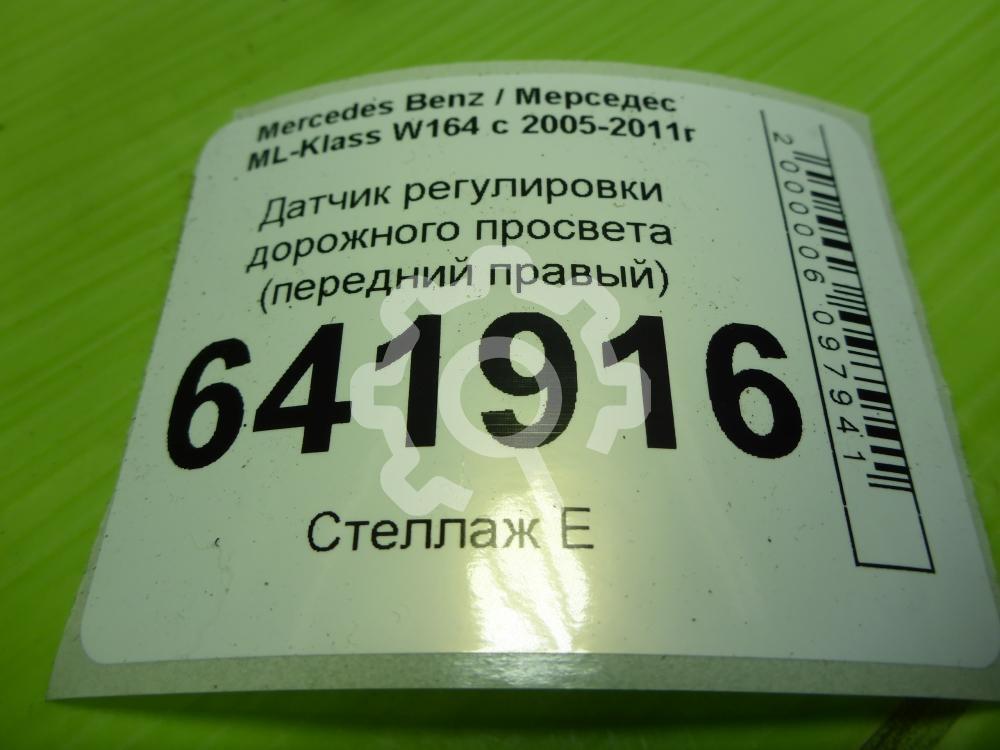 Mercedes Benz / Мерседес
ML-Klass W164 с 2005-2011г
Датчик регулировки
дорожного просвета
(передний правый)
641916
Стеллаж Е
2000006097941